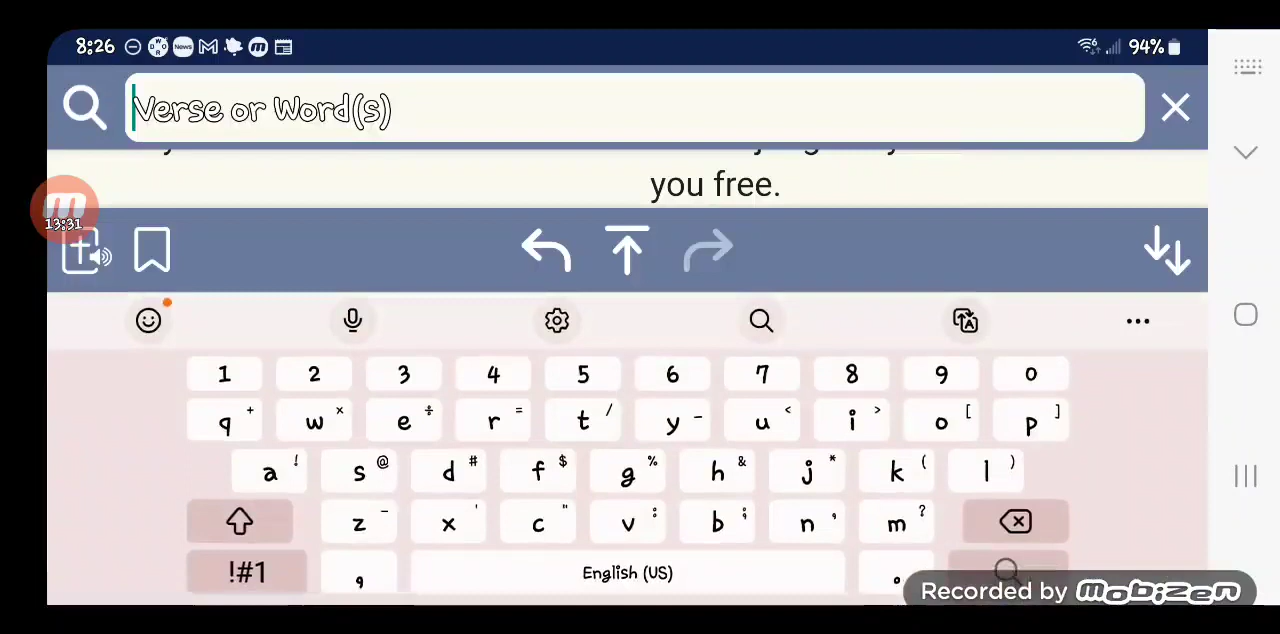 8:26 News 94%
Verse or Word(s)
you free.
13:31
1 2 3 4 5 6 7 8 9 0
q + w × e ÷ r = t / y - u < i > o [ p ]
a ! s @ d # f $ g % h & j * k ( l )
z - x ' c " v : b ; n , m ?
!#1 , English (US) .
Recorded by mobizen